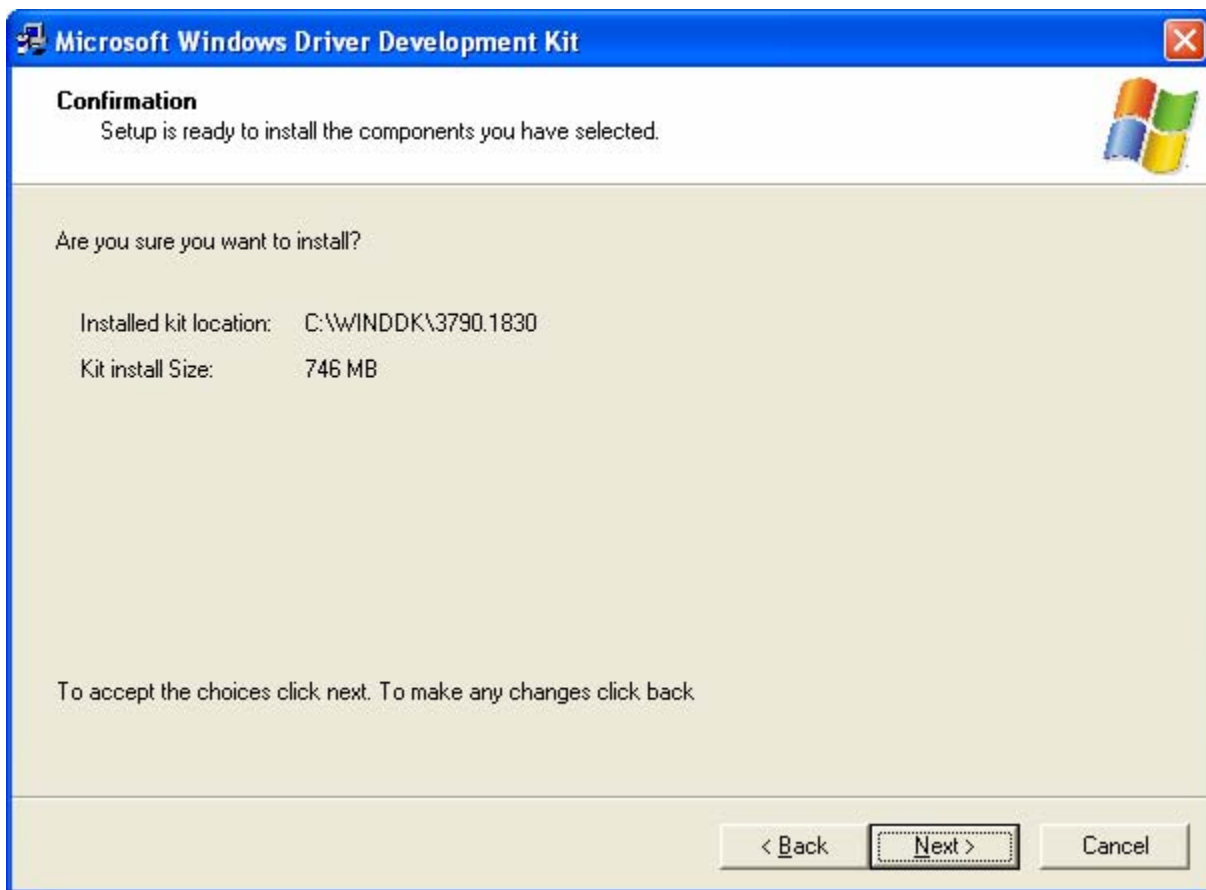 Microsoft Windows Driver Development Kit
Confirmation
Setup is ready to install the components you have selected.
Are you sure you want to install?
Installed kit location: C:\WINDDK\3790.1830
Kit install Size: 746 MB
To accept the choices click next. To make any changes click back
< Back Next > Cancel